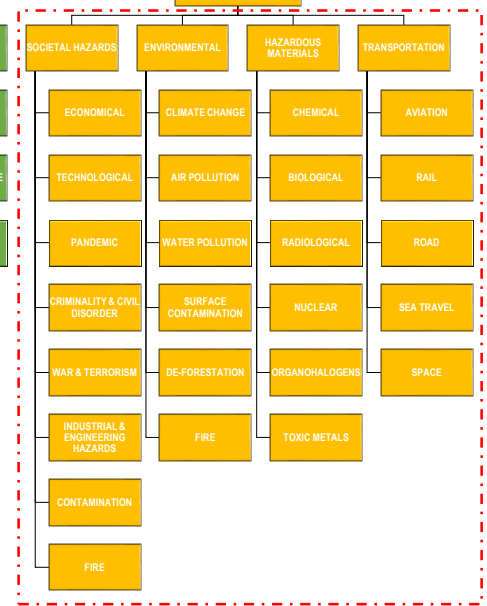 SOCIETAL HAZARDS
ENVIRONMENTAL
HAZARDOUS
MATERIALS
TRANSPORTATION
ECONOMICAL
CLIMATE CHANGE
CHEMICAL
AVIATION
E
TECHNOLOGICAL
AIR POLLUTION
BIOLOGICAL
RAIL
PANDEMIC
WATER POLLUTION
RADIOLOGICAL
ROAD
CRIMINALITY & CIVIL
DISORDER
SURFACE
CONTAMINATION
NUCLEAR
SEA TRAVEL
WAR & TERRORISM
DE-FORESTATION
ORGANOHALOGENS
SPACE
INDUSTRIAL &
ENGINEERING
HAZARDS
FIRE
TOXIC METALS
CONTAMINATION
FIRE